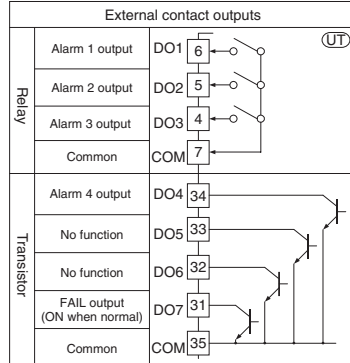 External contact outputs
UT
Relay
Alarm 1 output DO1 6
Alarm 2 output DO2 5
Alarm 3 output DO3 4
Common COM 7
Transistor
Alarm 4 output DO4 34
No function DO5 33
No function DO6 32
FAIL output
(ON when normal) DO7 31
Common COM 35